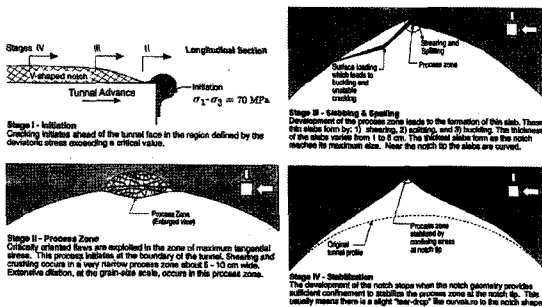 Stages IV III II Longitudinal Section
V-shaped notch
Tunnel Advance
Initiation
σ₁-σ₃ = 70 MPa
Stage I - Initiation
Cracking initiates ahead of the tunnel face in the region defined by the
deviatoric stress exceeding a critical value.
Process Zone
(Enlarged view)
Stage II - Process Zone
Critically oriented flaws are exploited in the zone of maximum tangential
stress. This process initiates at the boundary of the tunnel. Shearing and
crushing occurs in a very narrow process zone about 5 - 10 cm wide.
Extensive dilation, at the grain-size scale, occurs in this process zone.
Shearing and
Splitting
Process zone
Surface loading
which leads to
buckling and
unstable
cracking
Stage III - Slabbing & Spalling
Development of the process zone leads to the formation of thin slabs. These
thin slabs form by: 1) shearing, 2) splitting, and 3) buckling. The thickness
of the slabs varies from 1 to 5 cm. The thickest slabs form as the notch
reaches its maximum size. Near the notch tip the slabs are curved.
Original
tunnel profile
Process zone
stabilized by
confining stress
at notch tip
Stage IV - Stabilization
The development of the notch stops when the notch geometry provides
sufficient confinement to stabilize the process zone at the notch tip. This
usually means there is a slight "tear-drop" like curvature to the notch shape